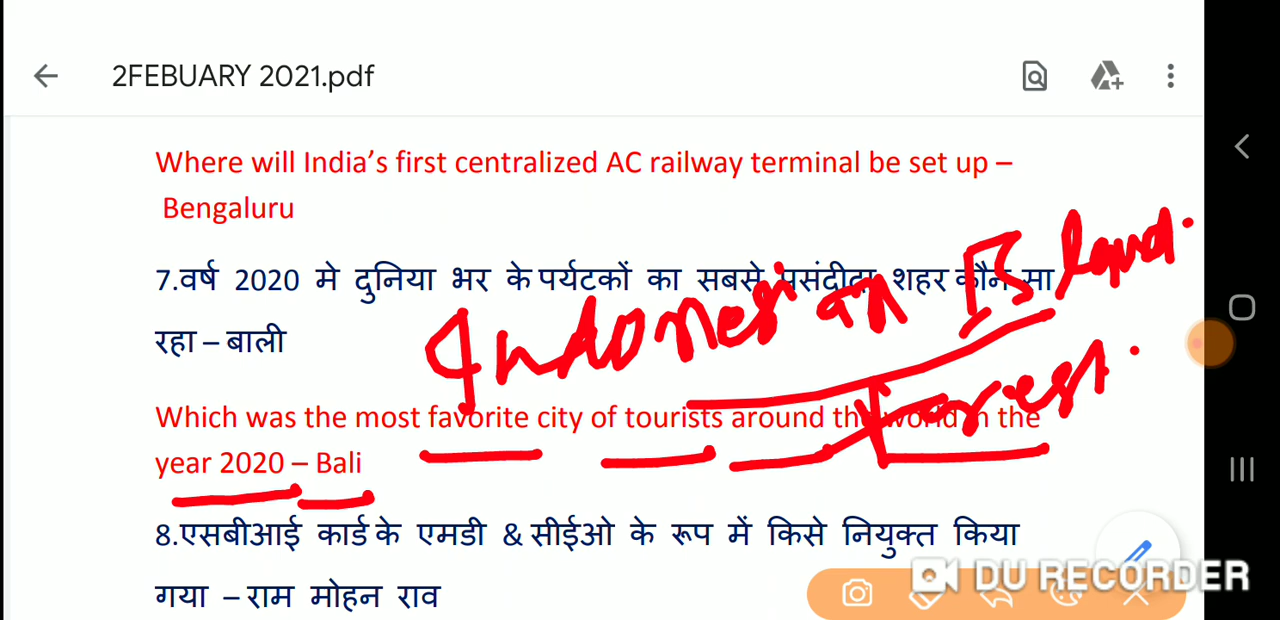 2FEBUARY 2021.pdf
Where will India’s first centralized AC railway terminal be set up –
Bengaluru
7.वर्ष 2020 मे दुनिया भर के पर्यटकों का सबसे पसंदीदा शहर कौन सा
रहा – बाली
Indonesian Island.
Forest.
Which was the most favorite city of tourists around the world in the
year 2020 – Bali
8.एसबीआई कार्ड के एमडी & सीईओ के रूप में किसे नियुक्त किया
गया – राम मोहन राव
DU RECORDER